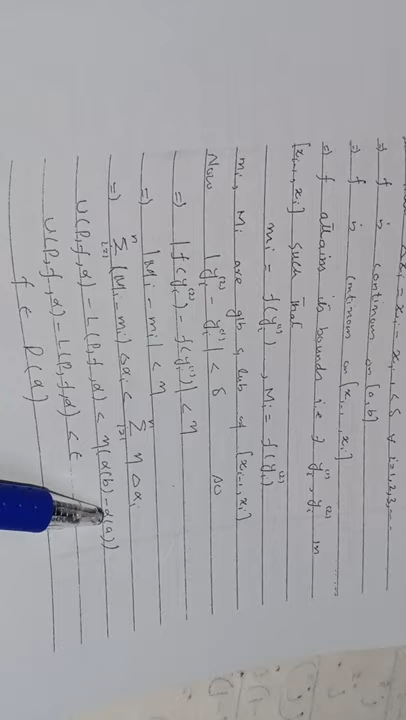 Δxi = xi - xi-1 < δ ∀ i=1,2,3,...
⇒ f is continuous on [a,b]
⇒ f is continuous on [xi-1, xi]
⇒ f attains its bounds i.e ∃ yi⁽¹⁾, yi⁽²⁾ in
[xi-1, xi] such that
mi = f(yi⁽¹⁾), Mi = f(yi⁽²⁾)
mi, Mi are glb & lub of [xi-1, xi]
Now |yi⁽²⁾ - yi⁽¹⁾| < δ so
⇒ |f(yi⁽²⁾) - f(yi⁽¹⁾)| < η
⇒ |Mi - mi| < η
⇒ Σⁿi=1 (Mi - mi) Δαi < Σⁿi=1 η Δαi
U(P,f,α) - L(P,f,α) < η(α(b) - α(a))
U(P,f,α) - L(P,f,α) < ε
f ∈ R(α)